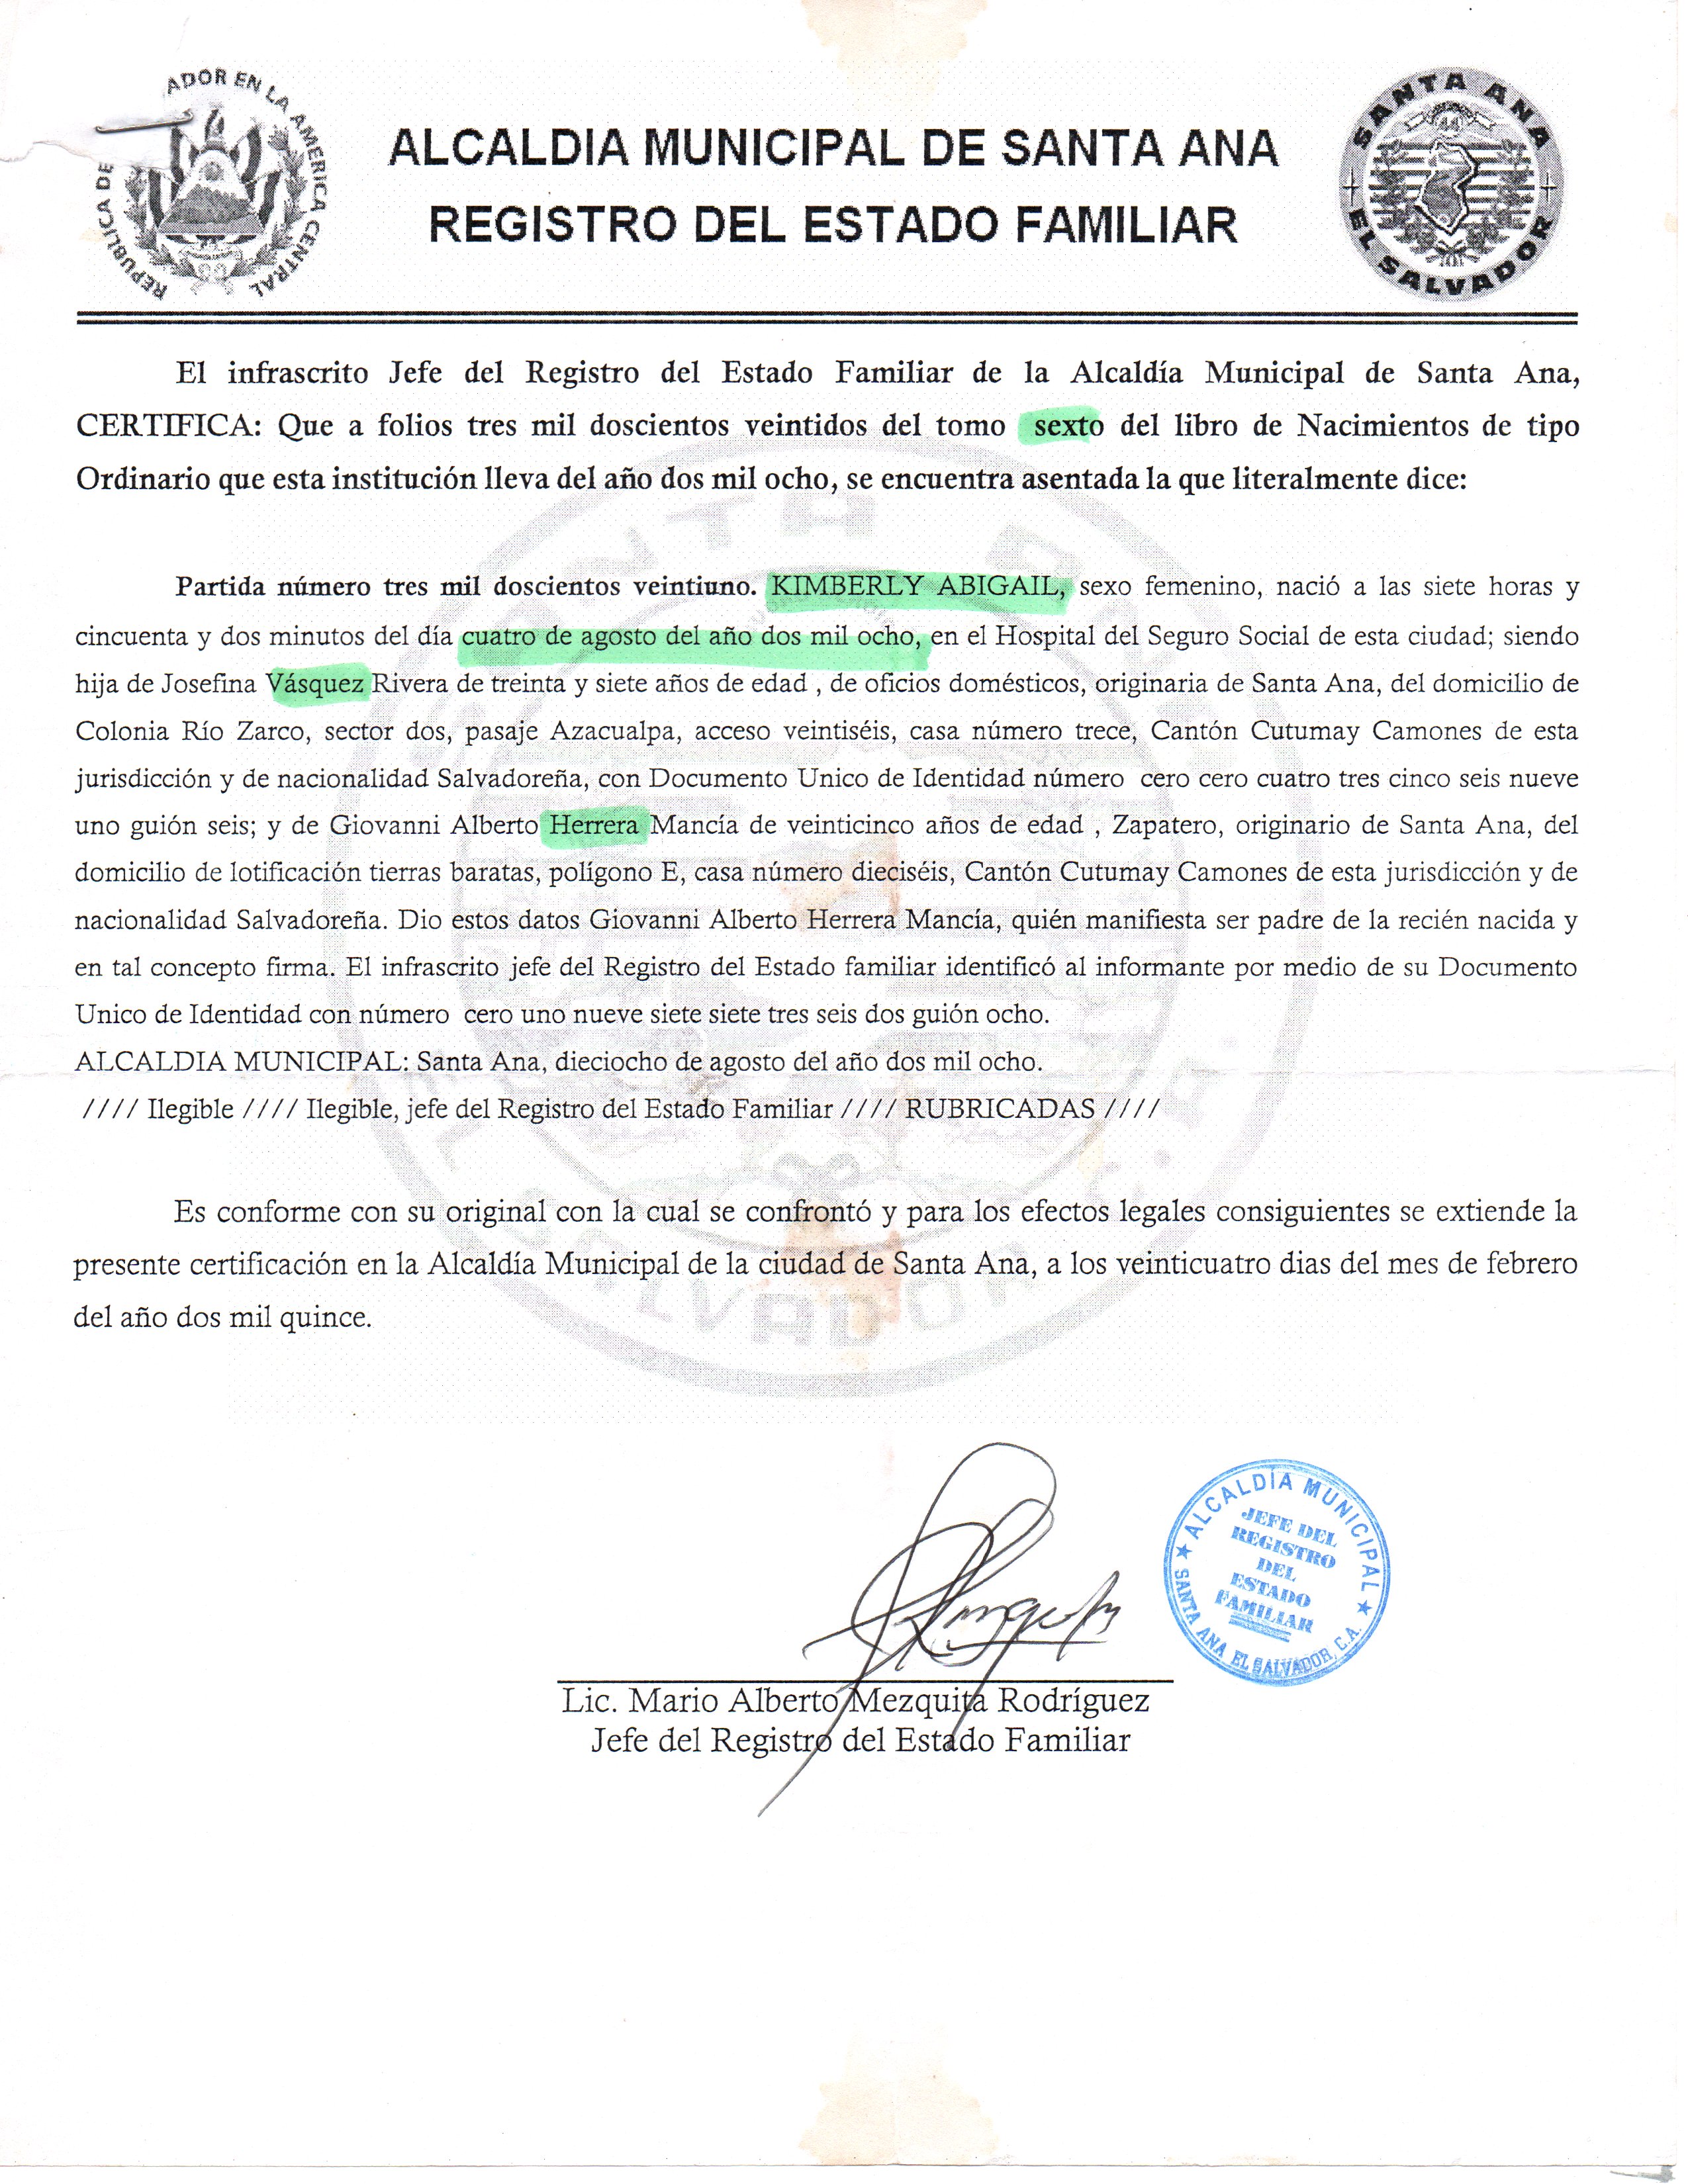 REPUBLICA DE ADOR EN LA AMERICA CENTRAL
ALCALDIA MUNICIPAL DE SANTA ANA
REGISTRO DEL ESTADO FAMILIAR
SANTA ANA
44
EL SALVADOR
El infrascrito Jefe del Registro del Estado Familiar de la Alcaldía Municipal de Santa Ana,
CERTIFICA: Que a folios tres mil doscientos veintidos del tomo sexto del libro de Nacimientos de tipo
Ordinario que esta institución lleva del año dos mil ocho, se encuentra asentada la que literalmente dice:
Partida número tres mil doscientos veintiuno. KIMBERLY ABIGAIL, sexo femenino, nació a las siete horas y
cincuenta y dos minutos del día cuatro de agosto del año dos mil ocho, en el Hospital del Seguro Social de esta ciudad; siendo
hija de Josefina Vásquez Rivera de treinta y siete años de edad , de oficios domésticos, originaria de Santa Ana, del domicilio de
Colonia Río Zarco, sector dos, pasaje Azacualpa, acceso veintiséis, casa número trece, Cantón Cutumay Camones de esta
jurisdicción y de nacionalidad Salvadoreña, con Documento Unico de Identidad número cero cero cuatro tres cinco seis nueve
uno guión seis; y de Giovanni Alberto Herrera Mancía de veinticinco años de edad , Zapatero, originario de Santa Ana, del
domicilio de lotificación tierras baratas, polígono E, casa número dieciséis, Cantón Cutumay Camones de esta jurisdicción y de
nacionalidad Salvadoreña. Dio estos datos Giovanni Alberto Herrera Mancía, quién manifiesta ser padre de la recién nacida y
en tal concepto firma. El infrascrito jefe del Registro del Estado familiar identificó al informante por medio de su Documento
Unico de Identidad con número cero uno nueve siete siete tres seis dos guión ocho.
ALCALDIA MUNICIPAL: Santa Ana, dieciocho de agosto del año dos mil ocho.
//// Ilegible //// Ilegible, jefe del Registro del Estado Familiar //// RUBRICADAS ////
Es conforme con su original con la cual se confrontó y para los efectos legales consiguientes se extiende la
presente certificación en la Alcaldía Municipal de la ciudad de Santa Ana, a los veinticuatro dias del mes de febrero
del año dos mil quince.
ALCALDÍA MUNICIPAL
JEFE DEL
REGISTRO
DEL
ESTADO
FAMILIAR
SANTA ANA EL SALVADOR, C.A.
Lic. Mario Alberto Mezquita Rodríguez
Jefe del Registro del Estado Familiar